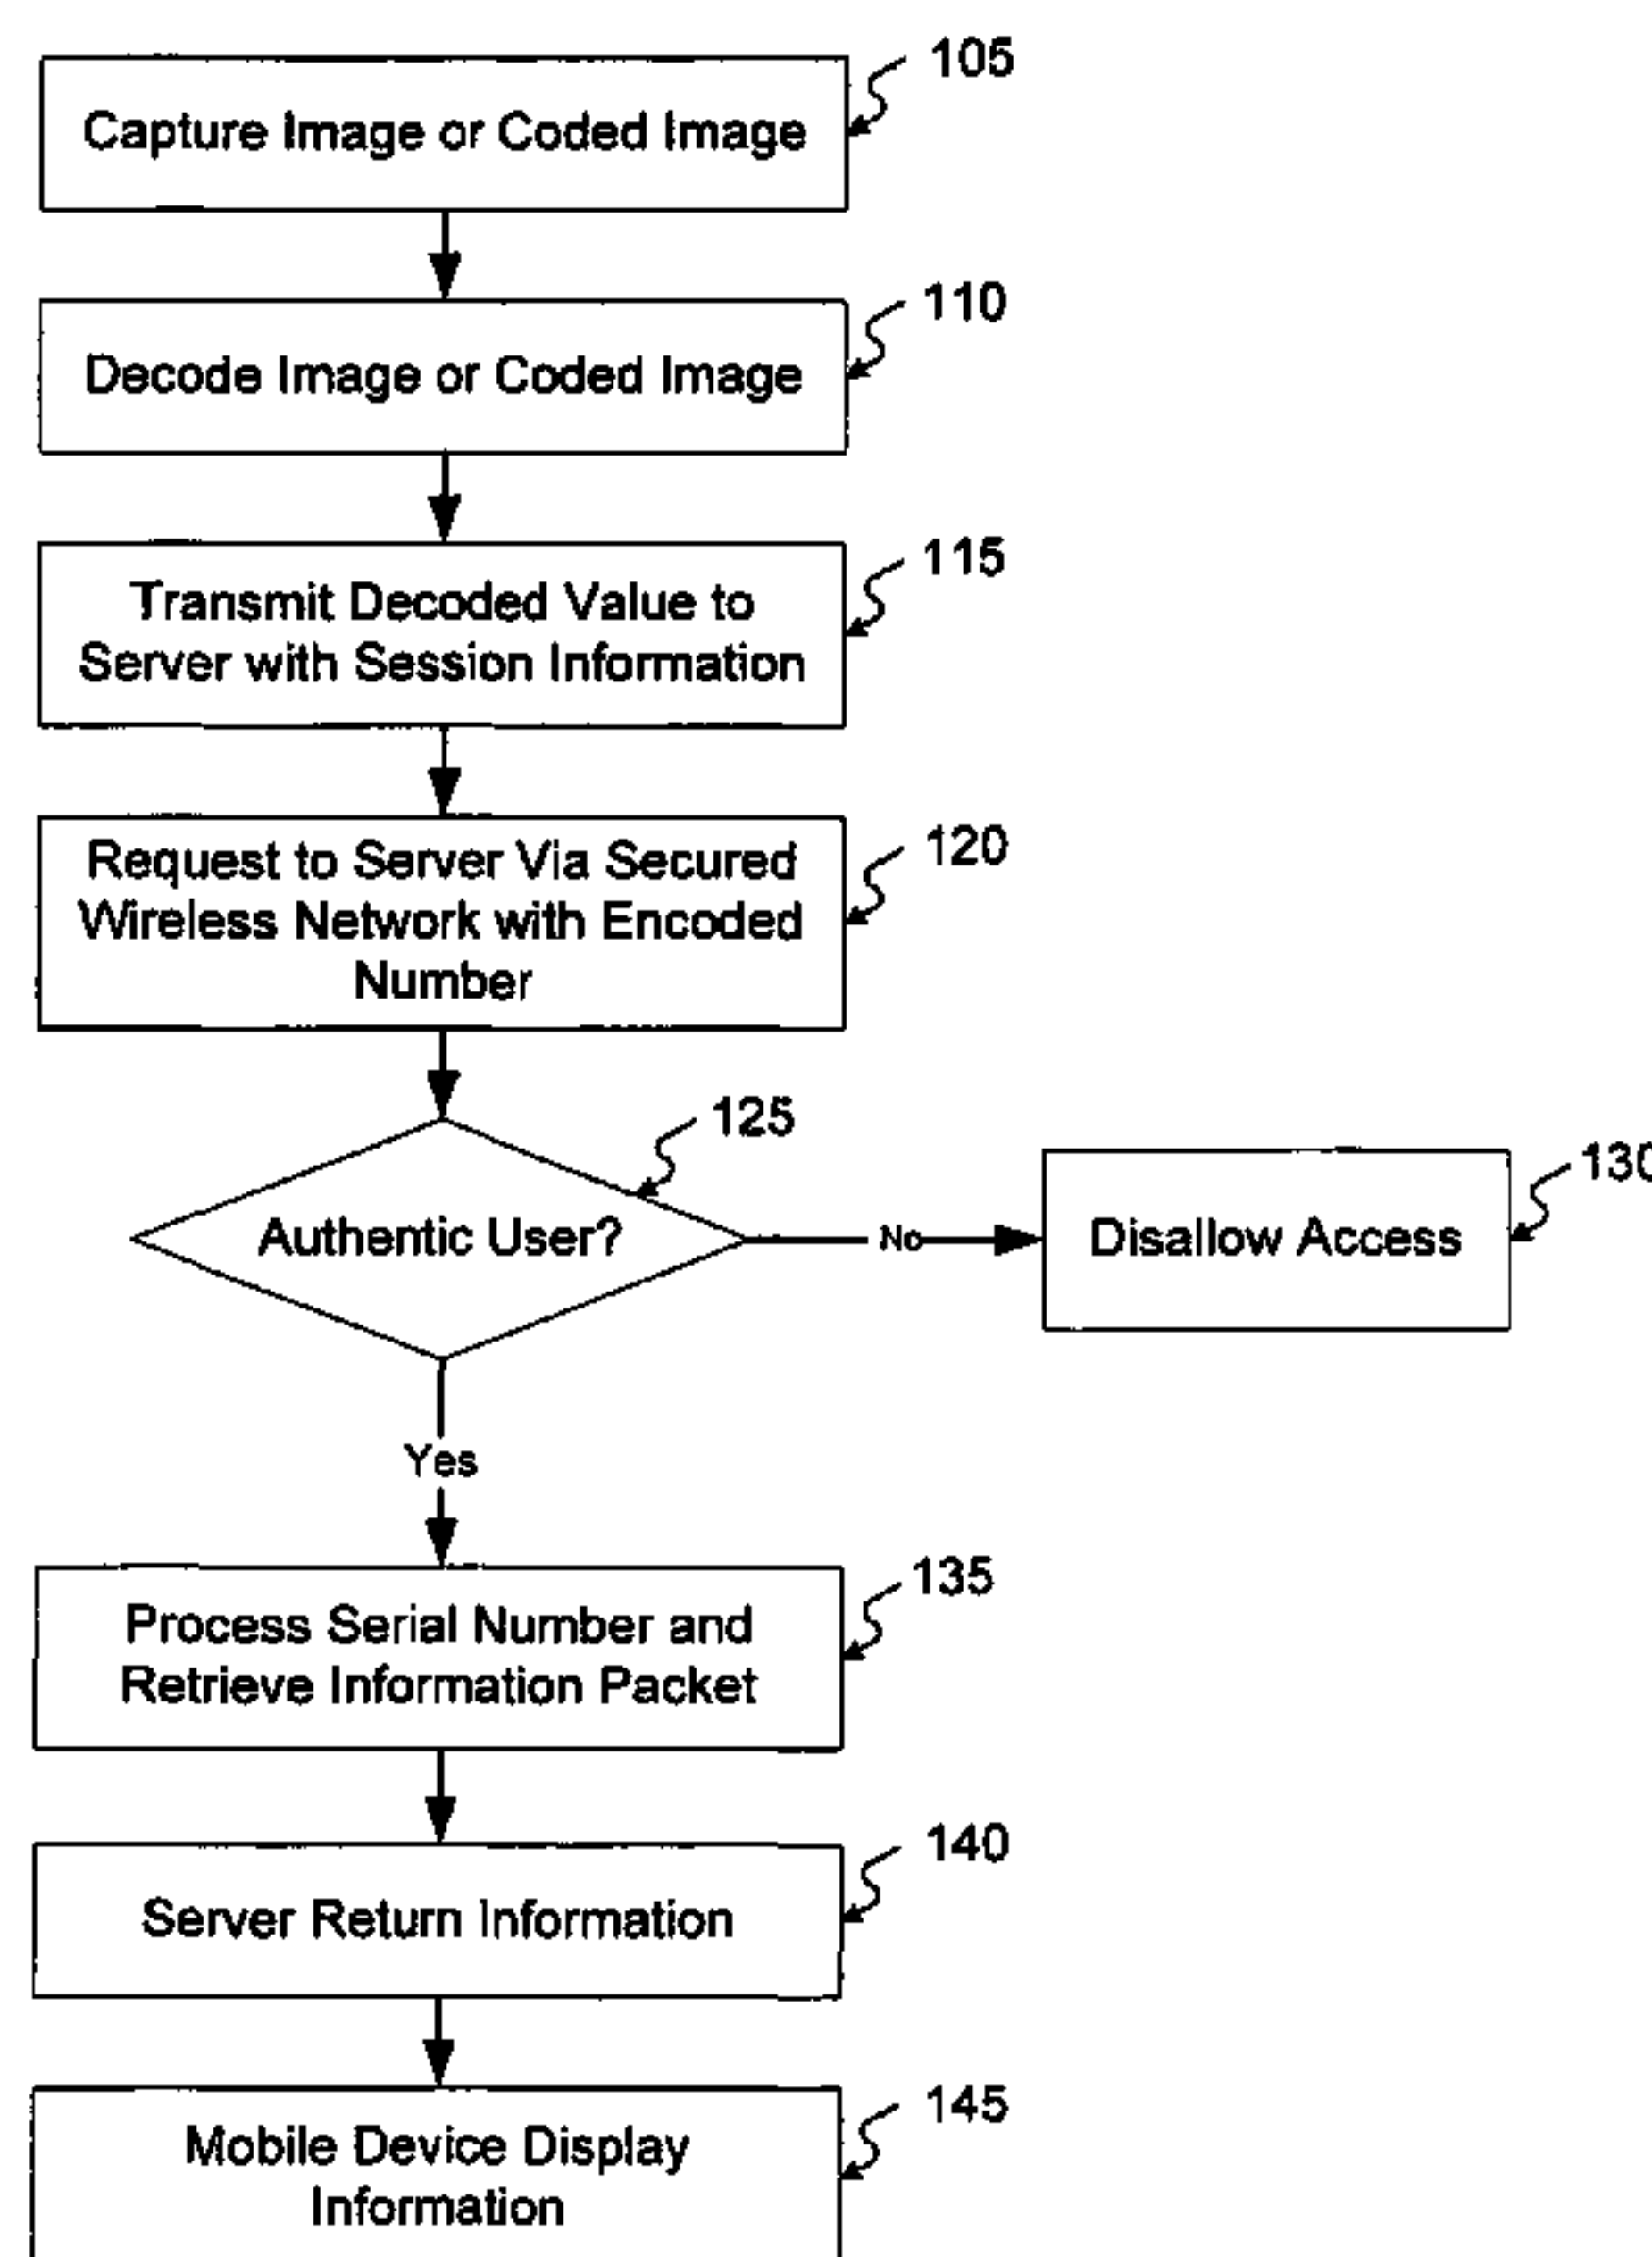 105
Capture Image or Coded Image
110
Decode Image or Coded Image
115
Transmit Decoded Value to
Server with Session Information
120
Request to Server Via Secured
Wireless Network with Encoded
Number
125
Authentic User?
No
130
Disallow Access
Yes
135
Process Serial Number and
Retrieve Information Packet
140
Server Return Information
145
Mobile Device Display
Information